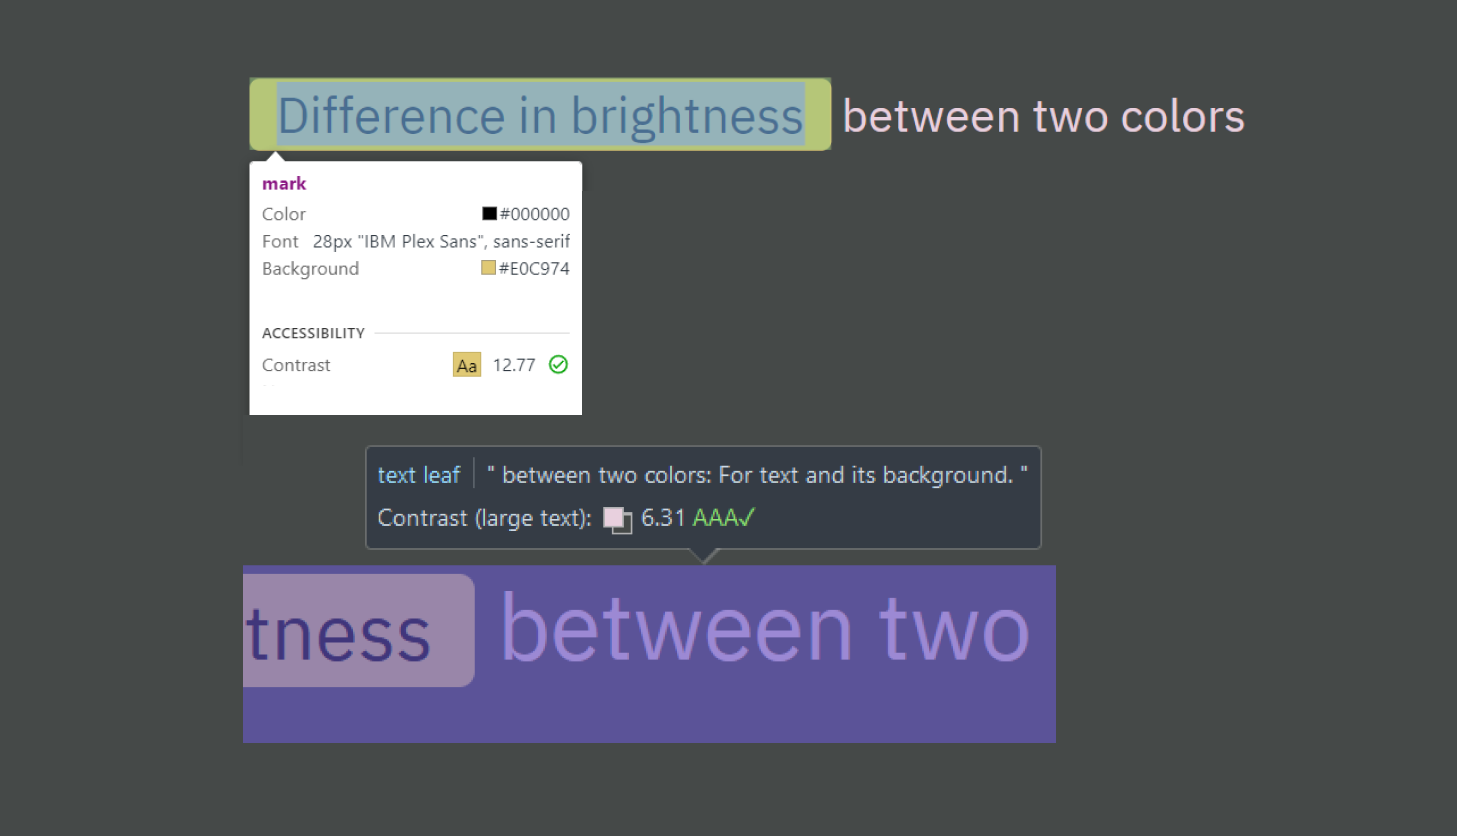 Difference in brightness between two colors
mark
Color #000000
Font 28px "IBM Plex Sans", sans-serif
Background #E0C974
ACCESSIBILITY
Contrast Aa 12.77
text leaf " between two colors: For text and its background. "
Contrast (large text): 6.31 AAA✓
tness between two